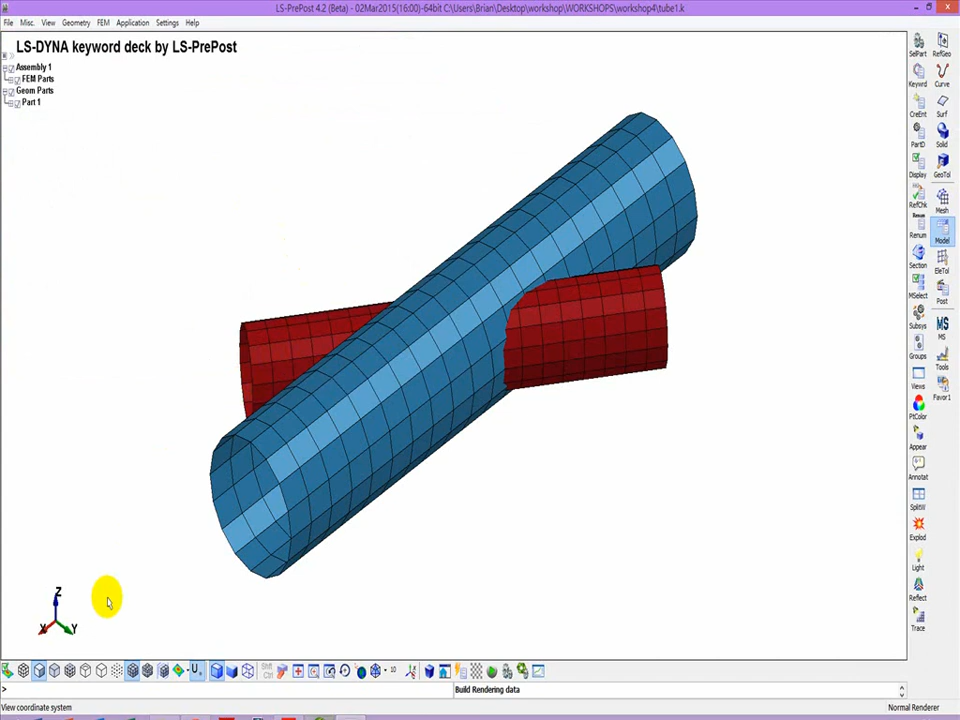 LS-PrePost 4.2 (Beta) - 02Mar2015(16:00)-64bit C:\Users\Brian\Desktop\workshop\WORKSHOPS\workshop4\tube1.k
File Misc. View Geometry FEM Application Settings Help
LS-DYNA keyword deck by LS-PrePost
Assembly 1
FEM Parts
Geom Parts
Part 1
SelPart RefGeo
Keywrd Curve
CreEnt Surf
PartD Solid
Display GeoTol
RefChk Mesh
Renum Model
Section EleTol
MSelect Post
Subsys MS
Groups Tools
Views Favor1
PtColor
Appear
Annotat
SplitW
Explod
Light
Reflect
Trace
Z
X Y
Shft
Ctrl
10
>
Build Rendering data
View coordinate system
Normal Renderer